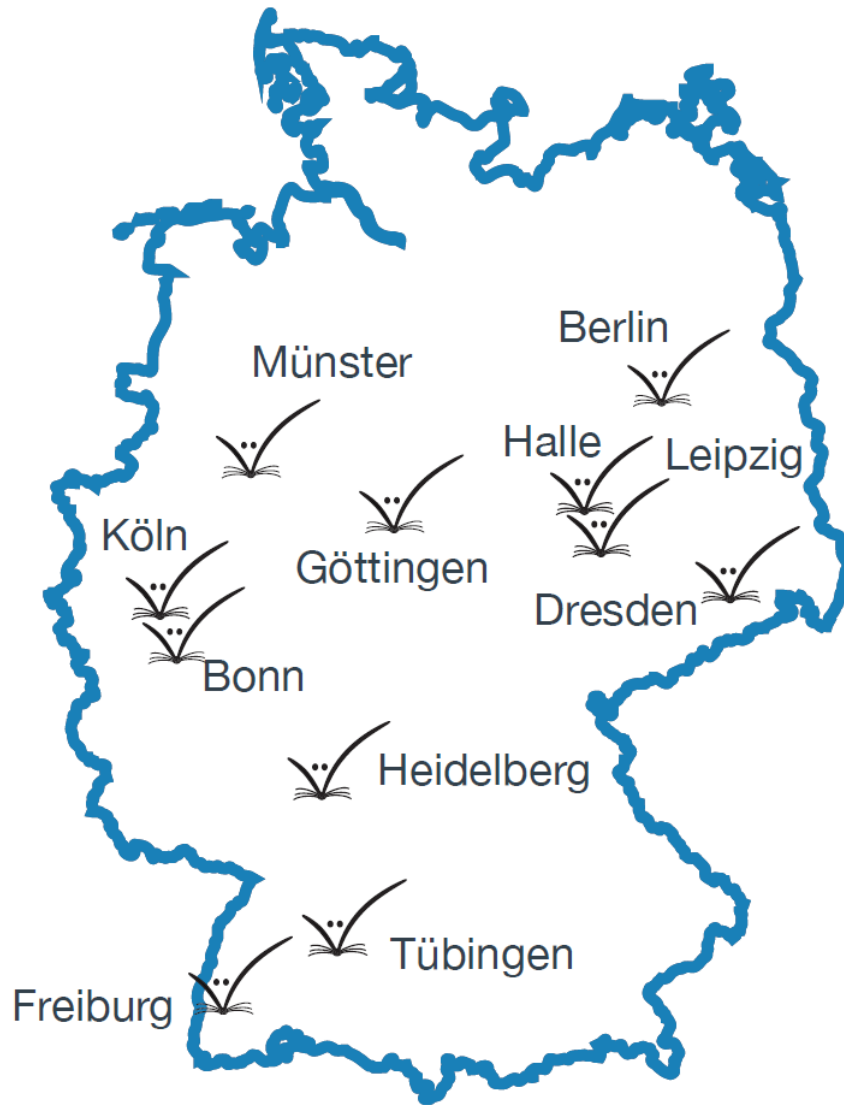 Berlin
Münster
Halle
Leipzig
Köln
Göttingen
Dresden
Bonn
Heidelberg
Tübingen
Freiburg